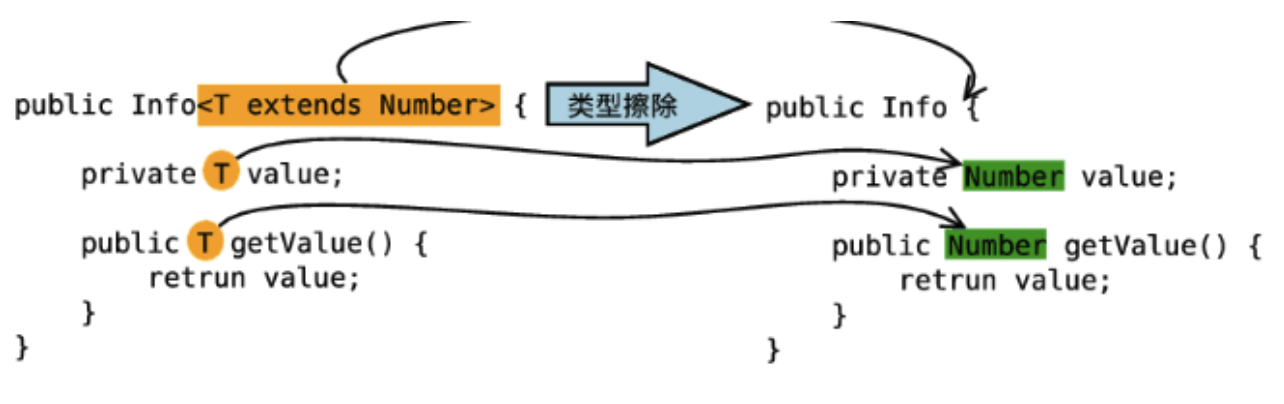 public Info<T extends Number> {
    private T value;
    public T getValue() {
        retrun value;
    }
}
类型擦除
public Info {
    private Number value;
    public Number getValue() {
        retrun value;
    }
}